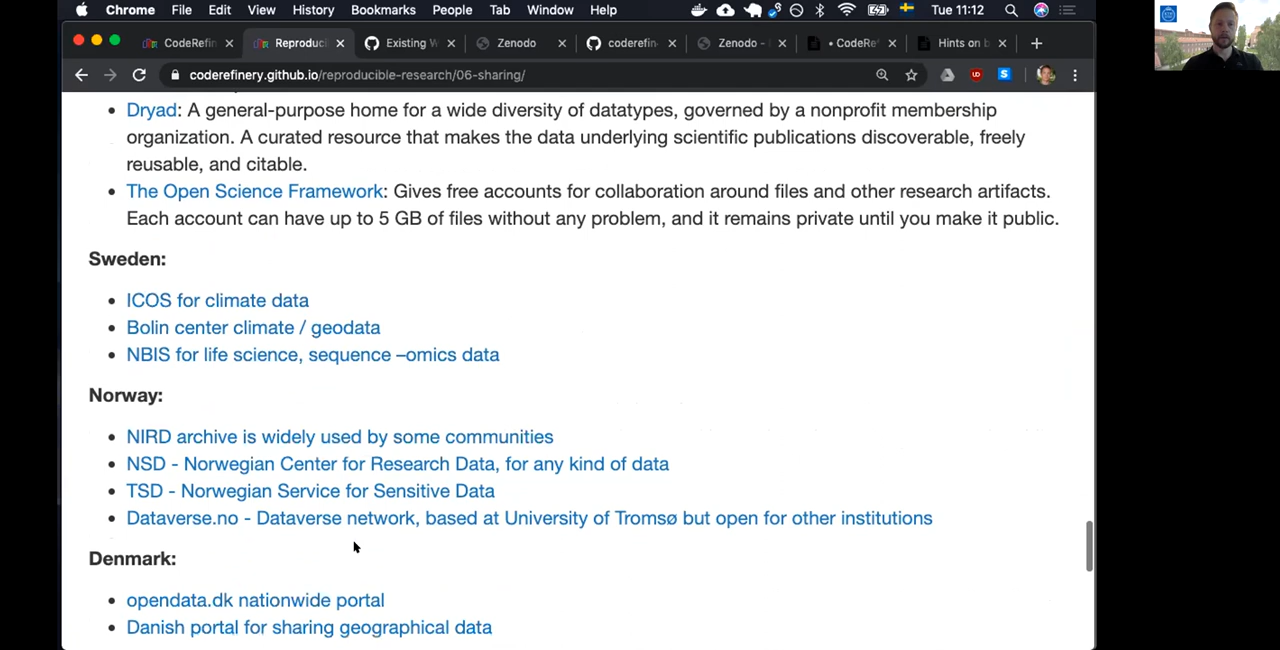 Chrome File Edit View History Bookmarks People Tab Window Help Tue 11:12
CodeRefin Reproduci Existing W Zenodo coderefin- Zenodo - • CodeRe Hints on b
coderefinery.github.io/reproducible-research/06-sharing/
• Dryad: A general-purpose home for a wide diversity of datatypes, governed by a nonprofit membership
organization. A curated resource that makes the data underlying scientific publications discoverable, freely
reusable, and citable.
• The Open Science Framework: Gives free accounts for collaboration around files and other research artifacts.
Each account can have up to 5 GB of files without any problem, and it remains private until you make it public.
Sweden:
• ICOS for climate data
• Bolin center climate / geodata
• NBIS for life science, sequence –omics data
Norway:
• NIRD archive is widely used by some communities
• NSD - Norwegian Center for Research Data, for any kind of data
• TSD - Norwegian Service for Sensitive Data
• Dataverse.no - Dataverse network, based at University of Tromsø but open for other institutions
Denmark:
• opendata.dk nationwide portal
• Danish portal for sharing geographical data